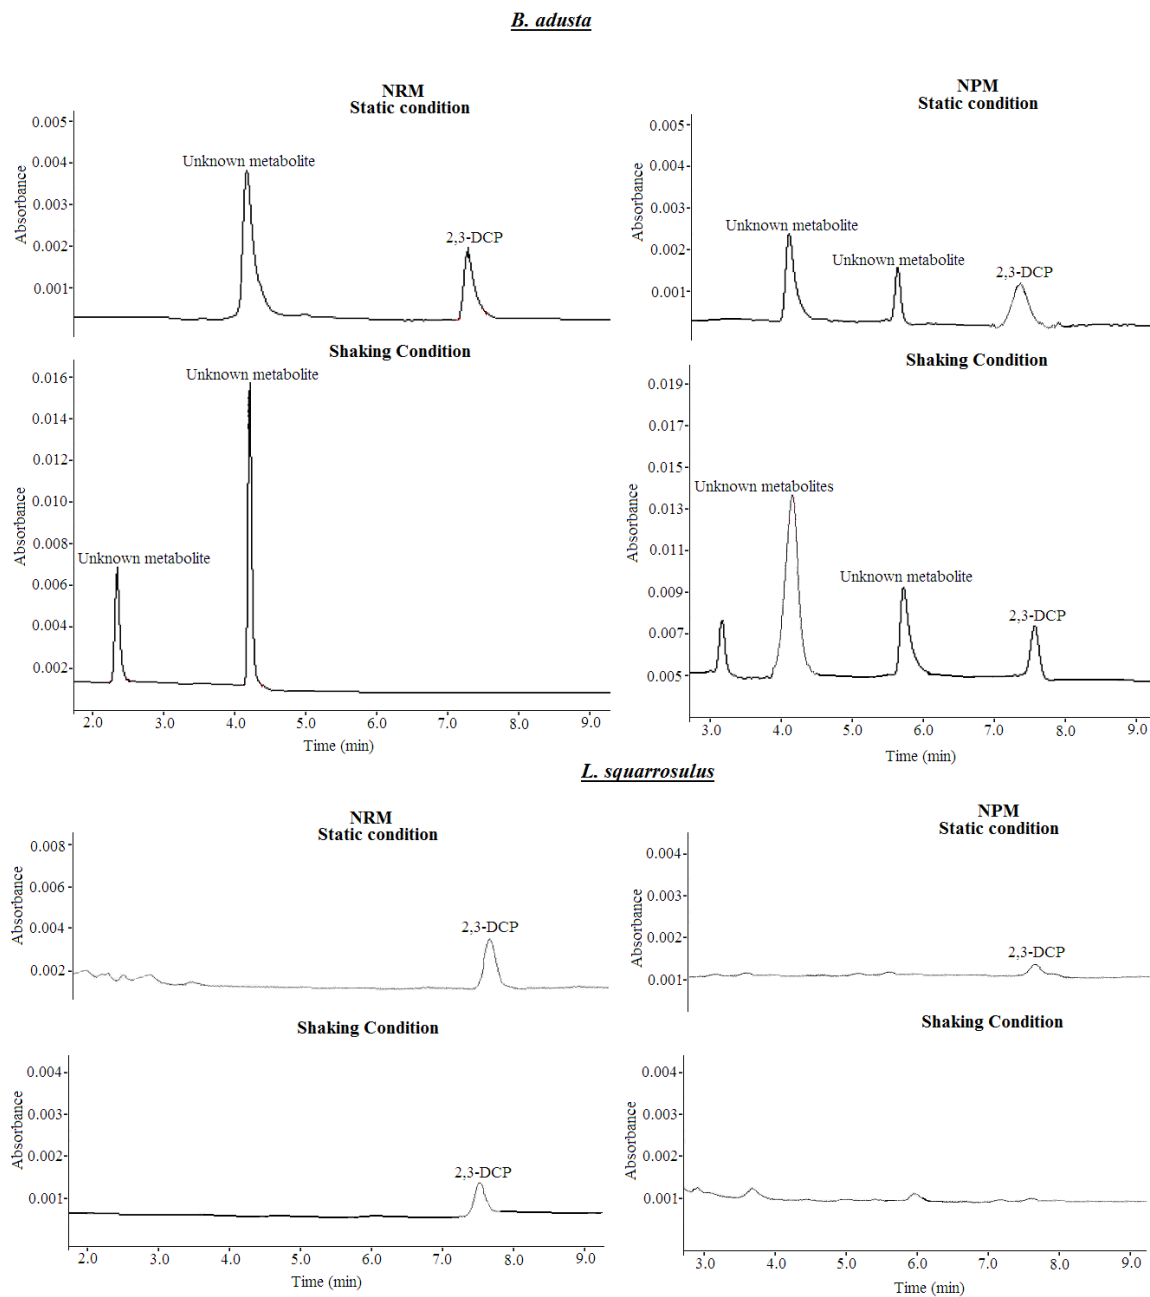 B. adusta
NRM
Static condition
0.005
0.004
0.003
0.002
0.001
Absorbance
Unknown metabolite
2,3-DCP
NPM
Static condition
0.005
0.004
0.003
0.002
0.001
Absorbance
Unknown metabolite
Unknown metabolite
2,3-DCP
Shaking Condition
0.016
0.014
0.012
0.010
0.008
0.006
0.004
0.002
Absorbance
Unknown metabolite
Unknown metabolite
2.0 3.0 4.0 5.0 6.0 7.0 8.0 9.0
Time (min)
Shaking Condition
0.019
0.017
0.015
0.013
0.011
0.009
0.007
0.005
Absorbance
Unknown metabolites
Unknown metabolite
2,3-DCP
3.0 4.0 5.0 6.0 7.0 8.0 9.0
Time (min)
L. squarrosulus
NRM
Static condition
0.008
0.006
0.004
0.002
Absorbance
2,3-DCP
NPM
Static condition
0.004
0.003
0.002
0.001
Absorbance
2,3-DCP
Shaking Condition
0.004
0.003
0.002
0.001
Absorbance
2,3-DCP
2.0 3.0 4.0 5.0 6.0 7.0 8.0 9.0
Time (min)
Shaking Condition
0.004
0.003
0.002
0.001
Absorbance
3.0 4.0 5.0 6.0 7.0 8.0 9.0
Time (min)